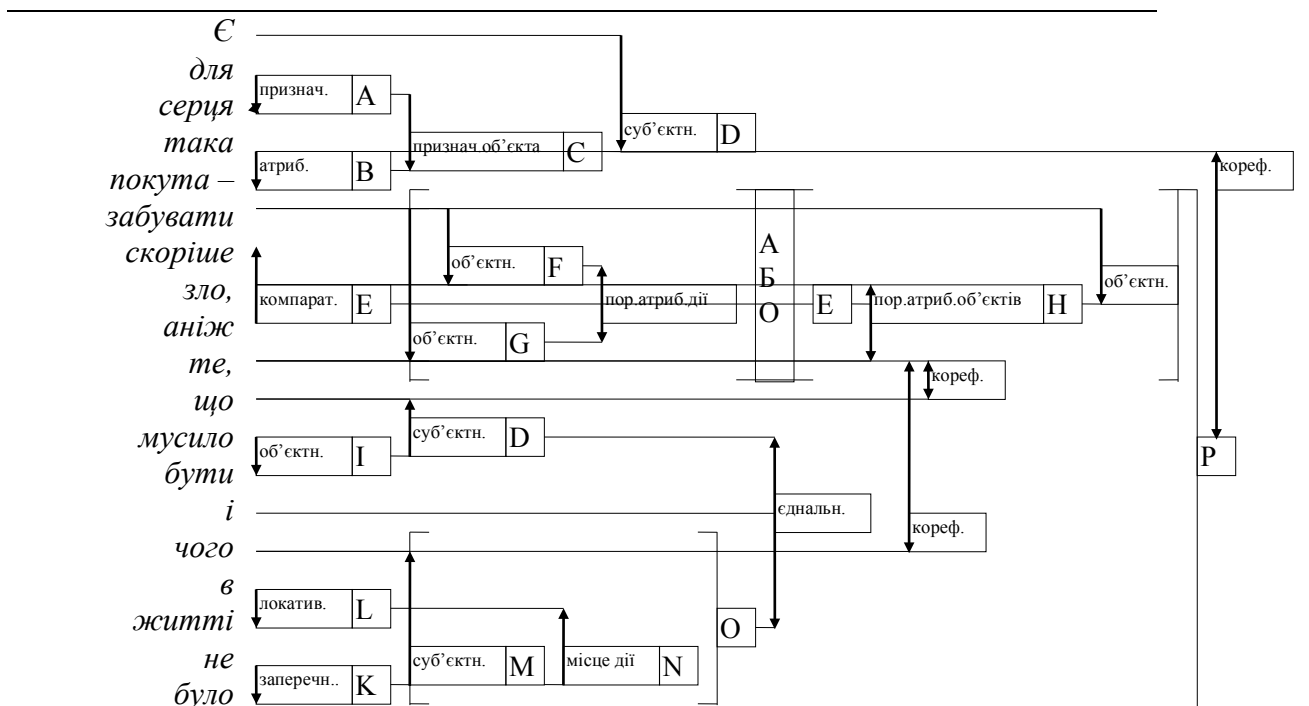 Є
для
признач. A
серця
суб’єктн. D
така
признач об’єкта C
атриб. B
кореф.
покута –
забувати
скоріше
А
об’єктн. F
Б
об’єктн.
зло,
компарат. E
пор.атриб.дії
О
E
пор.атриб.об’єктів H
аніж
об’єктн. G
те,
кореф.
що
суб’єктн. D
мусило
об’єктн. I
P
бути
і
єднальн.
кореф.
чого
в
локатив. L
житті
O
не
суб’єктн. M
місце дії N
заперечн.. K
було